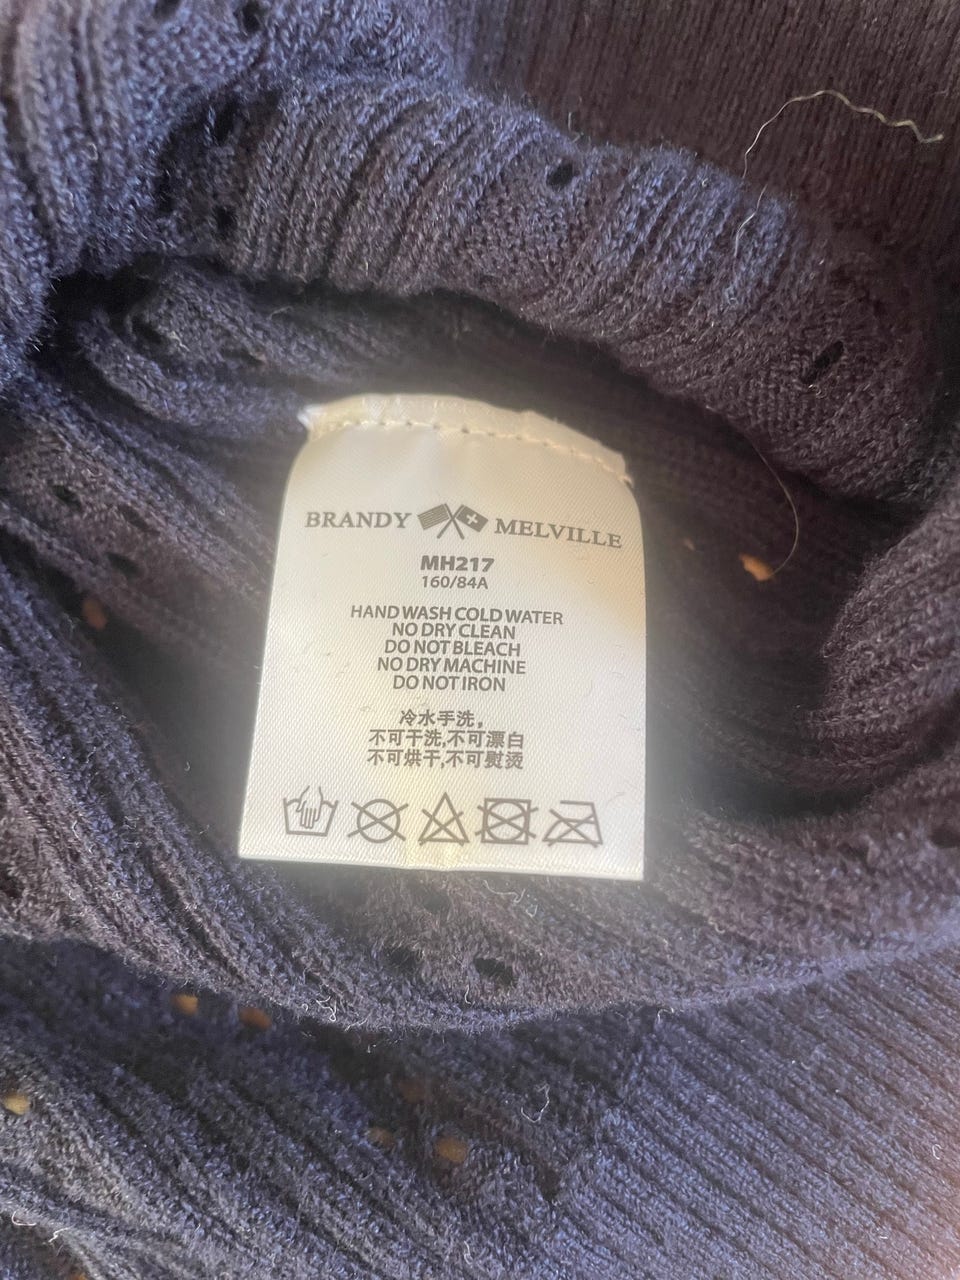 BRANDY MELVILLE
MH217
160/84A
HAND WASH COLD WATER
NO DRY CLEAN
DO NOT BLEACH
NO DRY MACHINE
DO NOT IRON
冷水手洗，
不可干洗,不可漂白
不可烘干,不可熨烫